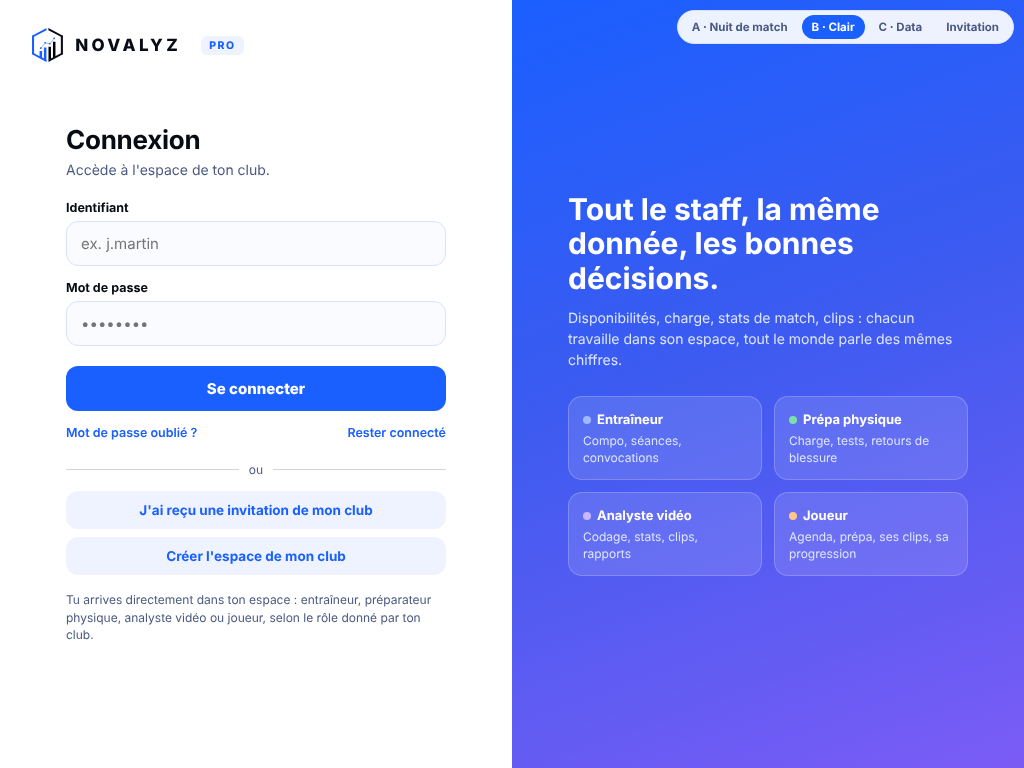 NOVALYZ PRO
A · Nuit de match B · Clair C · Data Invitation
Connexion
Accède à l'espace de ton club.
Identifiant
ex. j.martin
Mot de passe
••••••••
Se connecter
Mot de passe oublié ? Rester connecté
ou
J'ai reçu une invitation de mon club
Créer l'espace de mon club
Tu arrives directement dans ton espace : entraîneur, préparateur
physique, analyste vidéo ou joueur, selon le rôle donné par ton
club.
Tout le staff, la même
donnée, les bonnes
décisions.
Disponibilités, charge, stats de match, clips : chacun
travaille dans son espace, tout le monde parle des mêmes
chiffres.
Entraîneur
Compo, séances,
convocations
Prépa physique
Charge, tests, retours de
blessure
Analyste vidéo
Codage, stats, clips,
rapports
Joueur
Agenda, prépa, ses clips, sa
progression